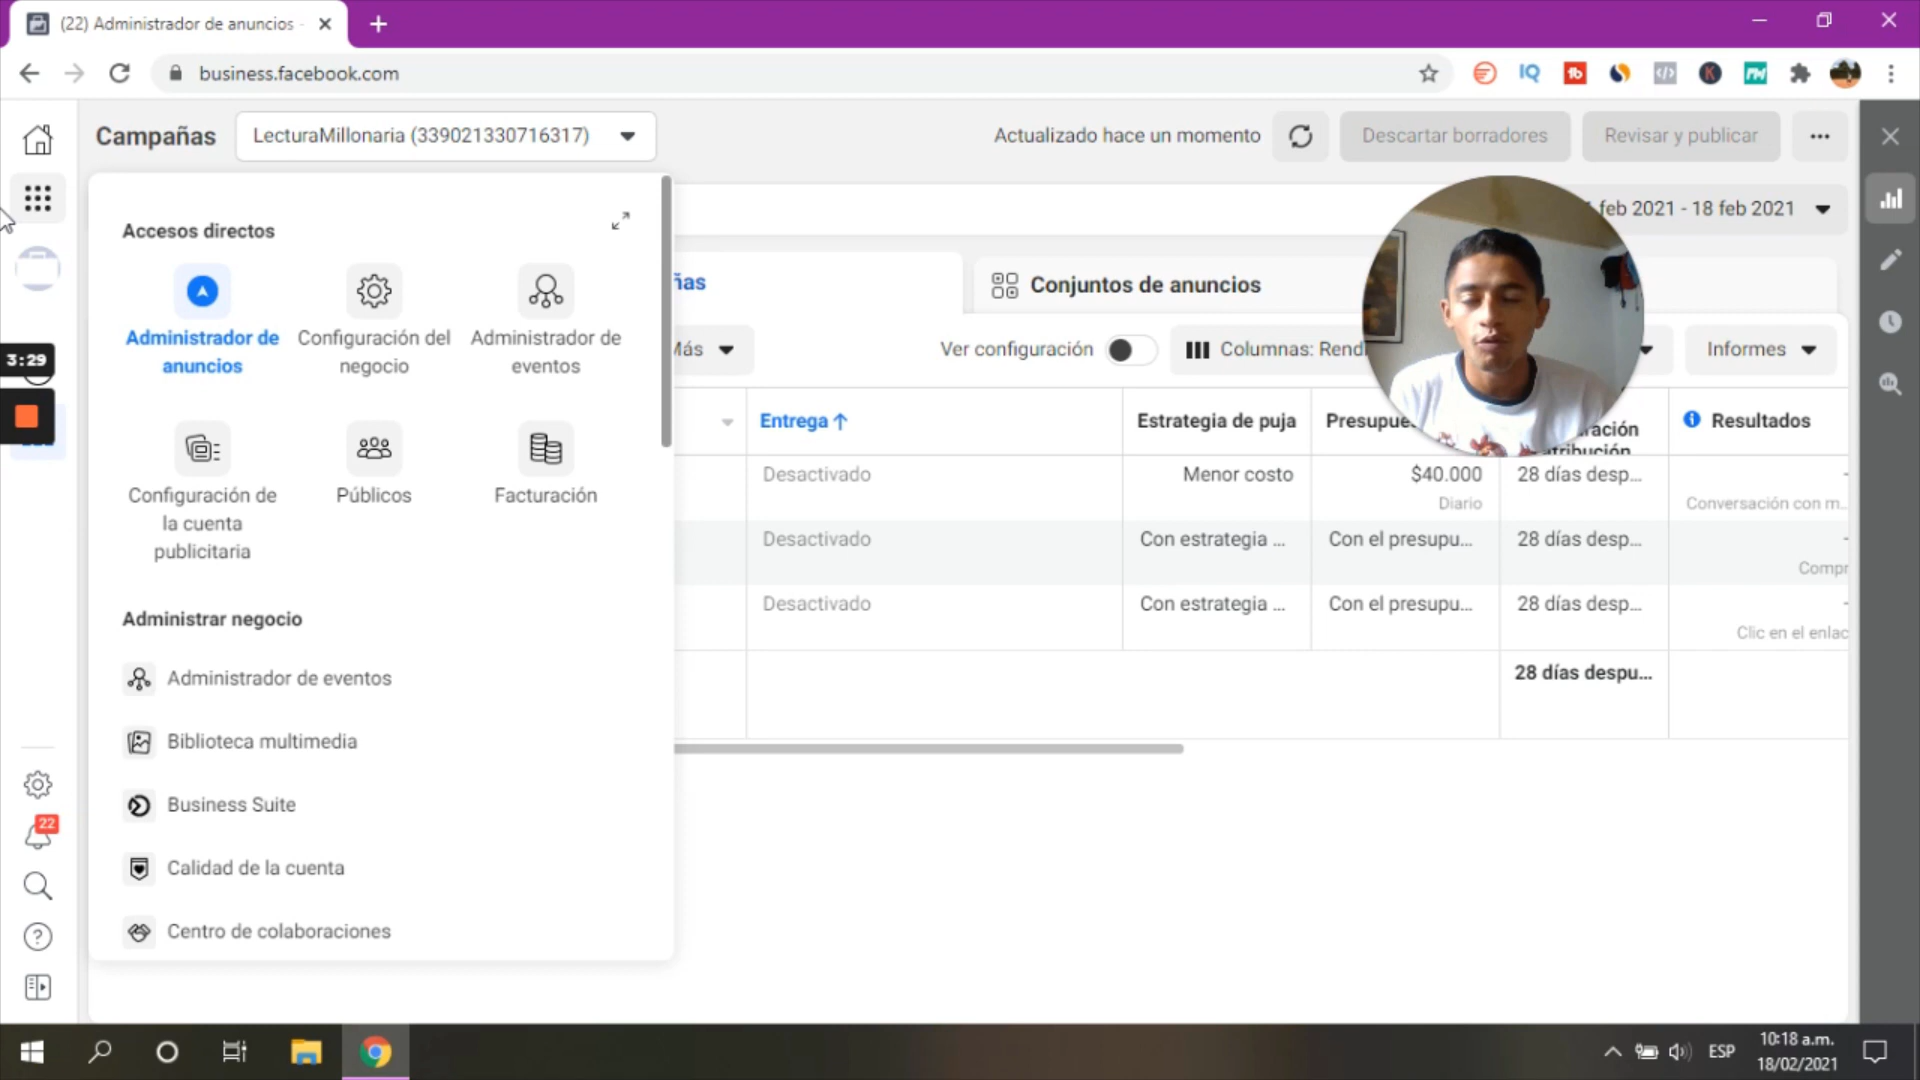 (22) Administrador de anuncios -
business.facebook.com
Campañas
LecturaMillonaria (339021330716317)
Actualizado hace un momento
Descartar borradores
Revisar y publicar
feb 2021 - 18 feb 2021
Accesos directos
Administrador de
anuncios
Configuración del
negocio
Administrador de
eventos
Configuración de
la cuenta
publicitaria
Públicos
Facturación
Administrar negocio
Administrador de eventos
Biblioteca multimedia
Business Suite
Calidad de la cuenta
Centro de colaboraciones
3:29
22
Conjuntos de anuncios
Más
Ver configuración
Columnas: Rendi
Informes
Entrega ↑
Estrategia de puja
Presupue
Resultados
Desactivado
Menor costo
$40.000
Diario
28 días desp...
Conversación con m...
Desactivado
Con estrategia ...
Con el presupu...
28 días desp...
Compr
Desactivado
Con estrategia ...
Con el presupu...
28 días desp...
Clic en el enlac
28 días despu...
IQ
ESP
10:18 a.m.
18/02/2021